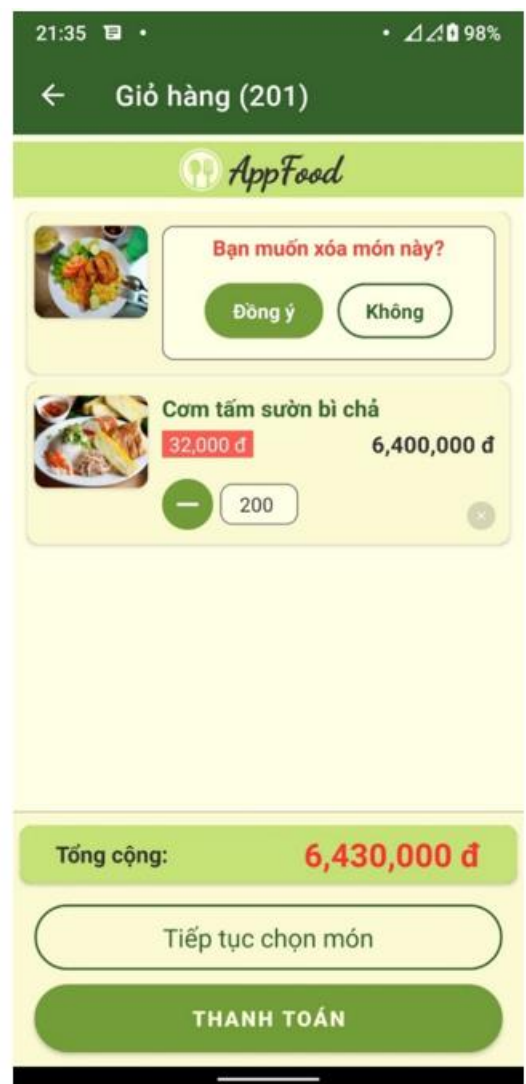 21:35
98%
Giỏ hàng (201)
AppFood
Bạn muốn xóa món này?
Đồng ý
Không
Cơm tấm sườn bì chả
32,000 đ
6,400,000 đ
200
Tổng cộng:
6,430,000 đ
Tiếp tục chọn món
THANH TOÁN